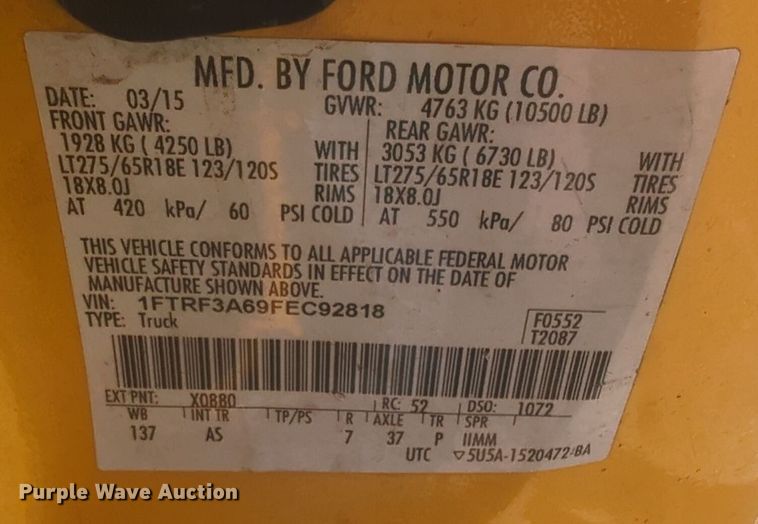 MFD. BY FORD MOTOR CO.
DATE: 03/15 GVWR: 4763 KG (10500 LB)
FRONT GAWR: REAR GAWR:
1928 KG ( 4250 LB) WITH 3053 KG ( 6730 LB) WITH
LT275/65R18E 123/120S TIRES LT275/65R18E 123/120S TIRES
18X8.0J RIMS 18X8.0J RIMS
AT 420 kPa/ 60 PSI COLD AT 550 kPa/ 80 PSI COLD
THIS VEHICLE CONFORMS TO ALL APPLICABLE FEDERAL MOTOR
VEHICLE SAFETY STANDARDS IN EFFECT ON THE DATE OF
MANUFACTURE SHOWN ABOVE.
VIN: 1FTRF3A69FEC92818
TYPE: Truck
F0552
T2087
EXT PNT: X0880 RC: 52 DSO: 1072
WB INT TR TP/PS R AXLE TR SPR
137 AS 7 37 P IIMM
UTC ▽5U5A-1520472-BA
Purple Wave Auction